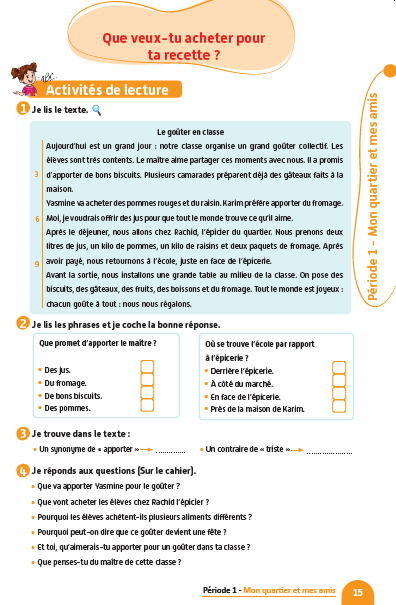 Que veux-tu acheter pour
ta recette ?
Activités de lecture
1 Je lis le texte.
Le goûter en classe
Aujourd'hui est un grand jour : notre classe organise un grand goûter collectif. Les
élèves sont très contents. Le maître aime partager ces moments avec nous. Il a promis
3 d'apporter de bons biscuits. Plusieurs camarades préparent déjà des gâteaux faits à la
maison.
Yasmine va acheter des pommes rouges et du raisin. Karim préfère apporter du fromage.
6 Moi, je voudrais offrir des jus pour que tout le monde trouve ce qu'il aime.
Après le déjeuner, nous allons chez Rachid, l'épicier du quartier. Nous prenons deux
litres de jus, un kilo de pommes, un kilo de raisins et deux paquets de fromage. Après
9 avoir payé, nous retournons à l'école, juste en face de l'épicerie.
Avant la sortie, nous installons une grande table au milieu de la classe. On pose des
biscuits, des gâteaux, des fruits, des boissons et du fromage. Tout le monde est joyeux :
chacun goûte à tout : nous nous régalons.
2 Je lis les phrases et je coche la bonne réponse.
Que promet d'apporter le maître ?
• Des jus.
• Du fromage.
• De bons biscuits.
• Des pommes.
Où se trouve l'école par rapport
à l'épicerie ?
• Derrière l'épicerie.
• À côté du marché.
• En face de l'épicerie.
• Près de la maison de Karim.
3 Je trouve dans le texte :
• Un synonyme de « apporter » ............
• Un contraire de « triste » ..................
4 Je réponds aux questions (Sur le cahier).
• Que va apporter Yasmine pour le goûter ?
• Que vont acheter les élèves chez Rachid l'épicier ?
• Pourquoi les élèves achètent-ils plusieurs aliments différents ?
• Pourquoi peut-on dire que ce goûter devient une fête ?
• Et toi, qu'aimerais-tu apporter pour un goûter dans ta classe ?
• Que penses-tu du maître de cette classe ?
Période 1 - Mon quartier et mes amis
Période 1 - Mon quartier et mes amis
15